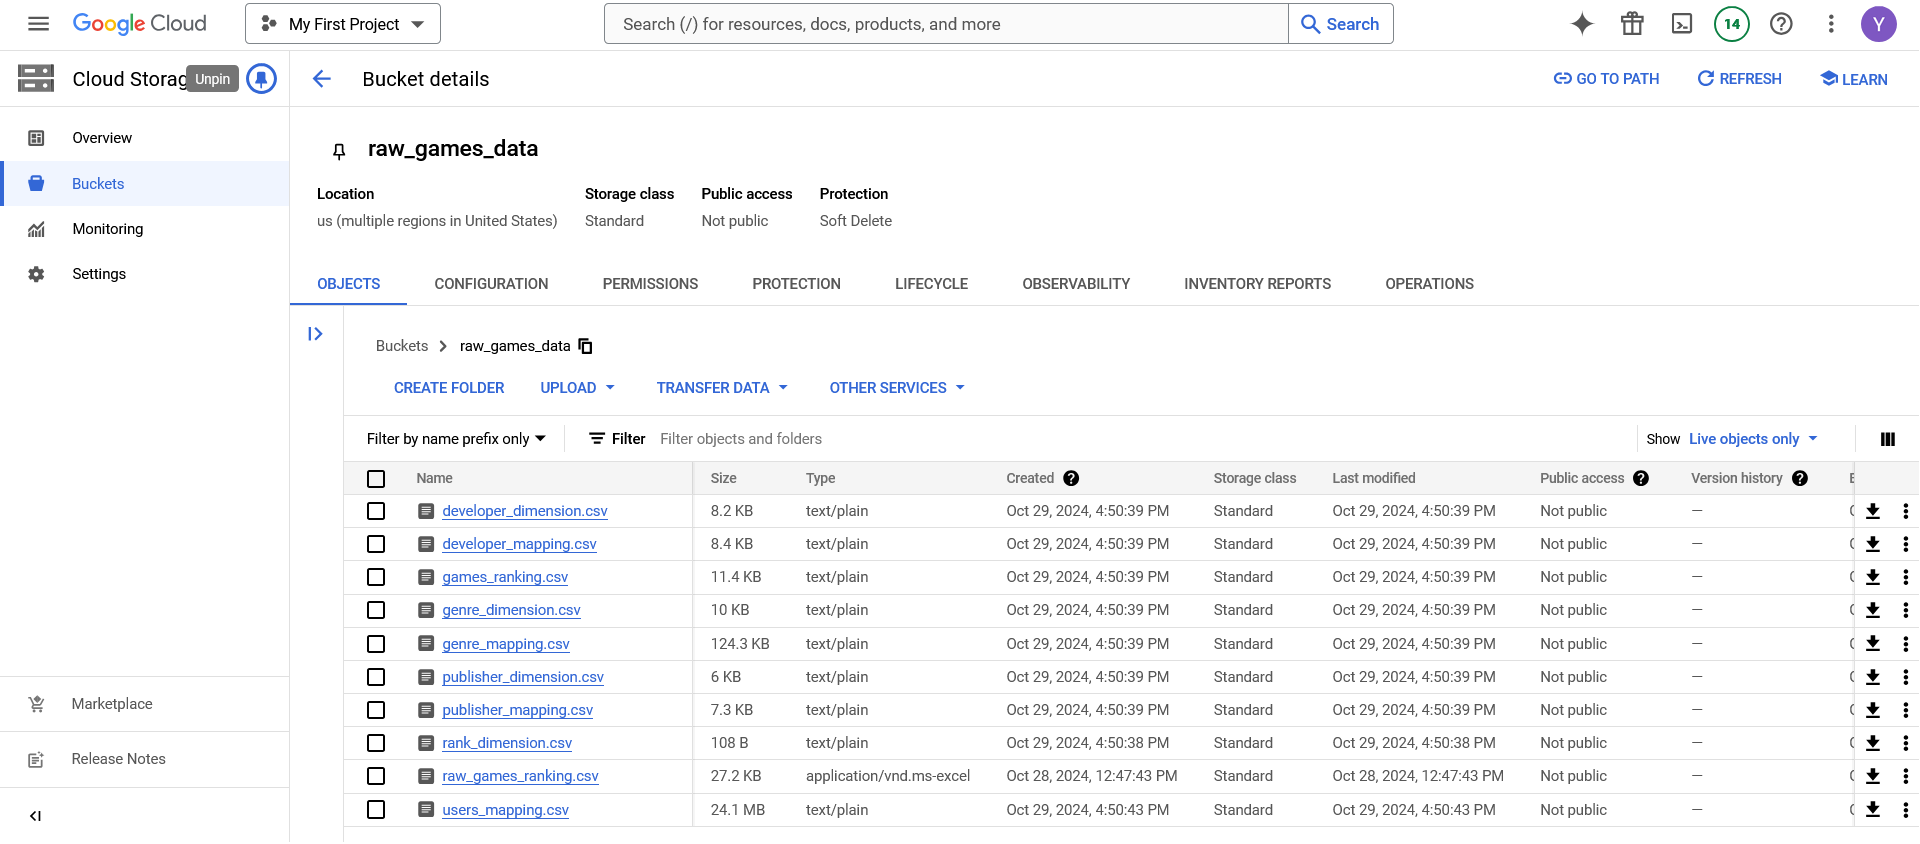 Google Cloud
My First Project
Search (/) for resources, docs, products, and more
Search
14
Y
Cloud Storag
Unpin
Bucket details
GO TO PATH
REFRESH
LEARN
Overview
Buckets
Monitoring
Settings
Marketplace
Release Notes
raw_games_data
Location Storage class Public access Protection
us (multiple regions in United States) Standard Not public Soft Delete
OBJECTS CONFIGURATION PERMISSIONS PROTECTION LIFECYCLE OBSERVABILITY INVENTORY REPORTS OPERATIONS
Buckets raw_games_data
CREATE FOLDER UPLOAD TRANSFER DATA OTHER SERVICES
Filter by name prefix only Filter Filter objects and folders Show Live objects only
Name Size Type Created Storage class Last modified Public access Version history
developer_dimension.csv 8.2 KB text/plain Oct 29, 2024, 4:50:39 PM Standard Oct 29, 2024, 4:50:39 PM Not public —
developer_mapping.csv 8.4 KB text/plain Oct 29, 2024, 4:50:39 PM Standard Oct 29, 2024, 4:50:39 PM Not public —
games_ranking.csv 11.4 KB text/plain Oct 29, 2024, 4:50:39 PM Standard Oct 29, 2024, 4:50:39 PM Not public —
genre_dimension.csv 10 KB text/plain Oct 29, 2024, 4:50:39 PM Standard Oct 29, 2024, 4:50:39 PM Not public —
genre_mapping.csv 124.3 KB text/plain Oct 29, 2024, 4:50:39 PM Standard Oct 29, 2024, 4:50:39 PM Not public —
publisher_dimension.csv 6 KB text/plain Oct 29, 2024, 4:50:39 PM Standard Oct 29, 2024, 4:50:39 PM Not public —
publisher_mapping.csv 7.3 KB text/plain Oct 29, 2024, 4:50:39 PM Standard Oct 29, 2024, 4:50:39 PM Not public —
rank_dimension.csv 108 B text/plain Oct 29, 2024, 4:50:38 PM Standard Oct 29, 2024, 4:50:38 PM Not public —
raw_games_ranking.csv 27.2 KB application/vnd.ms-excel Oct 28, 2024, 12:47:43 PM Standard Oct 28, 2024, 12:47:43 PM Not public —
users_mapping.csv 24.1 MB text/plain Oct 29, 2024, 4:50:43 PM Standard Oct 29, 2024, 4:50:43 PM Not public —